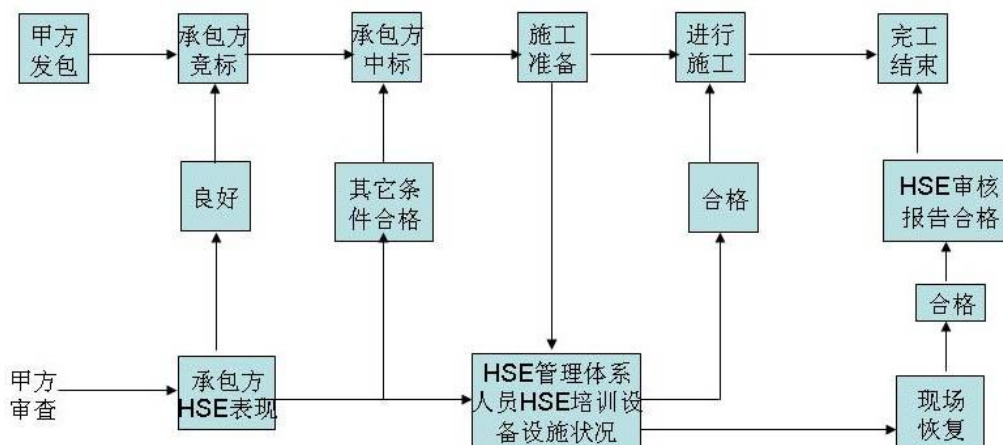 甲方
发包
承包方
竞标
承包方
中标
施工
准备
进行
施工
完工
结束
良好
其它条
件合格
合格
HSE审核
报告合格
合格
甲方
审查
承包方
HSE表现
HSE管理体系
人员HSE培训设
备设施状况
现场
恢复